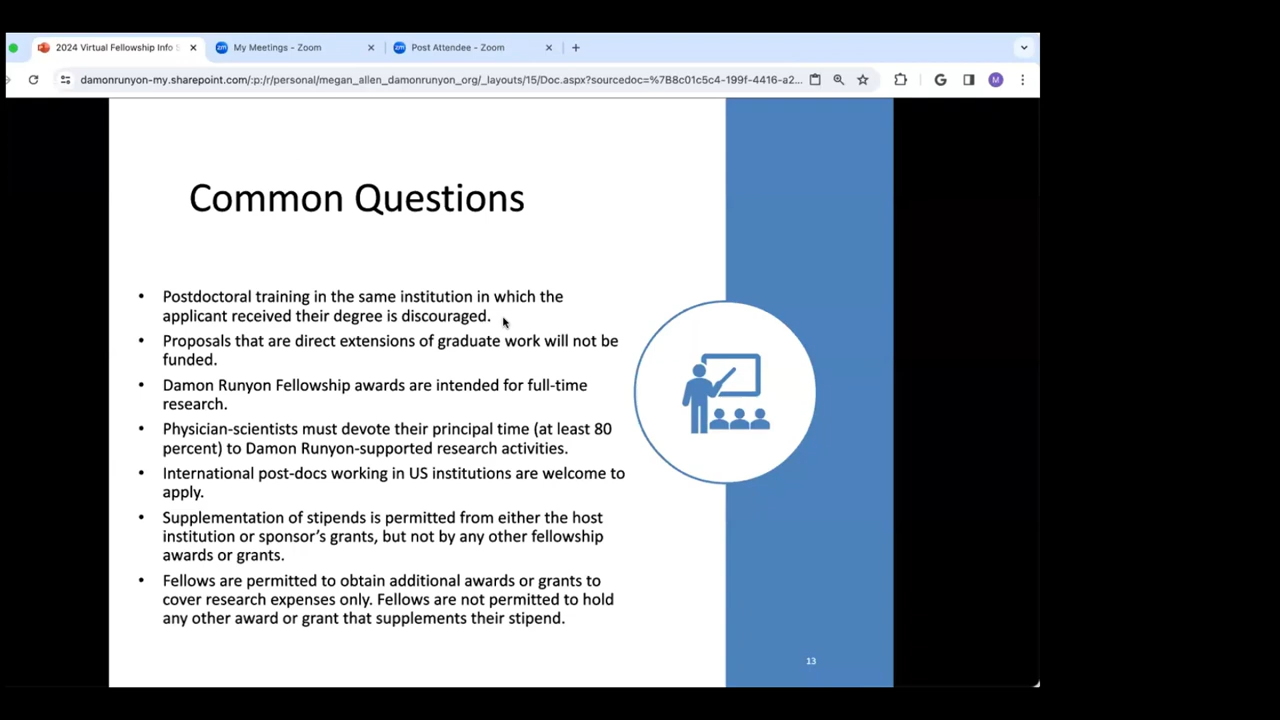 2024 Virtual Fellowship Info S
My Meetings - Zoom
Post Attendee - Zoom
damonrunyon-my.sharepoint.com/:p:/r/personal/megan_allen_damonrunyon_org/_layouts/15/Doc.aspx?sourcedoc=%7B8c01c5c4-199f-4416-a2...
Common Questions
• Postdoctoral training in the same institution in which the
applicant received their degree is discouraged.
• Proposals that are direct extensions of graduate work will not be
funded.
• Damon Runyon Fellowship awards are intended for full-time
research.
• Physician-scientists must devote their principal time (at least 80
percent) to Damon Runyon-supported research activities.
• International post-docs working in US institutions are welcome to
apply.
• Supplementation of stipends is permitted from either the host
institution or sponsor’s grants, but not by any other fellowship
awards or grants.
• Fellows are permitted to obtain additional awards or grants to
cover research expenses only. Fellows are not permitted to hold
any other award or grant that supplements their stipend.
13